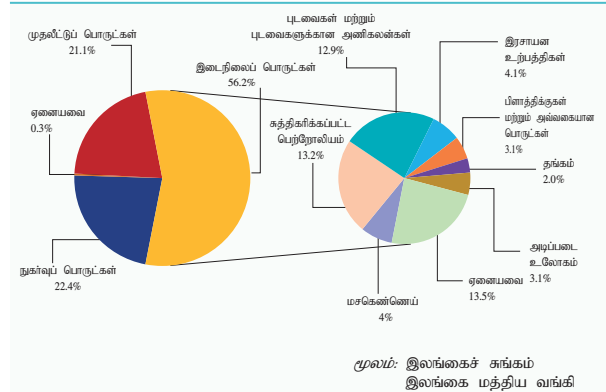 முதலீட்டுப் பொருட்கள்
21.1%
ஏனையவை
0.3%
நுகர்வுப் பொருட்கள்
22.4%
இடைநிலைப் பொருட்கள்
56.2%
புடவைகள் மற்றும்
புடவைகளுக்கான அணிகலன்கள்
12.9%
சுத்திகரிக்கப்பட்ட
பெற்றோலியம்
13.2%
மசகெண்ணெய்
4%
இரசாயன
உற்பத்திகள்
4.1%
பிளாத்திக்குகள்
மற்றும் அவ்வகையான
பொருட்கள்
3.1%
தங்கம்
2.0%
அடிப்படை
உலோகம்
3.1%
ஏனையவை
13.5%
மூலம்: இலங்கைச் சுங்கம்
இலங்கை மத்திய வங்கி